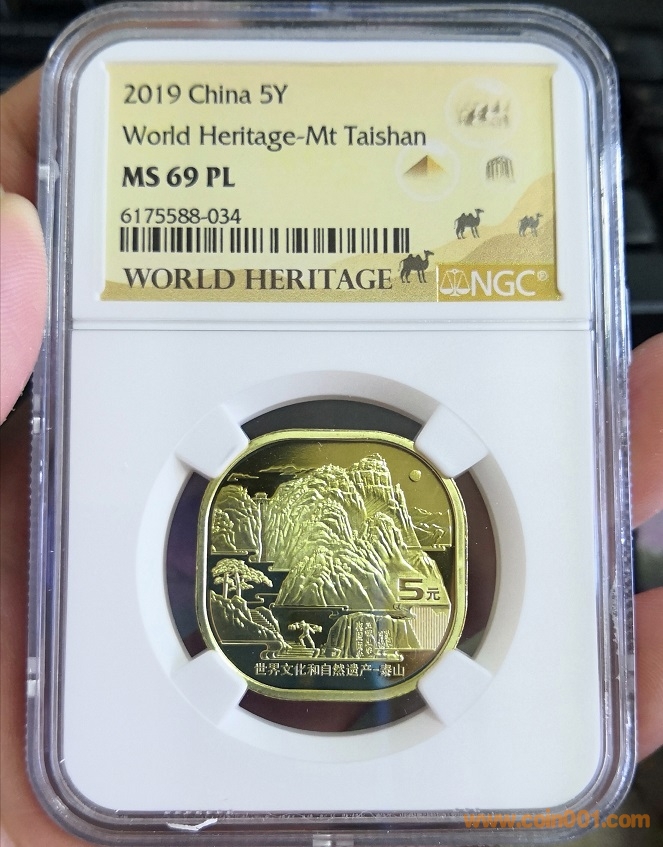 2019 China 5Y
World Heritage-Mt Taishan
MS 69 PL
6175588-034
WORLD HERITAGE
NGC®
5元
世界文化和自然遗产-泰山
www.coin001.com